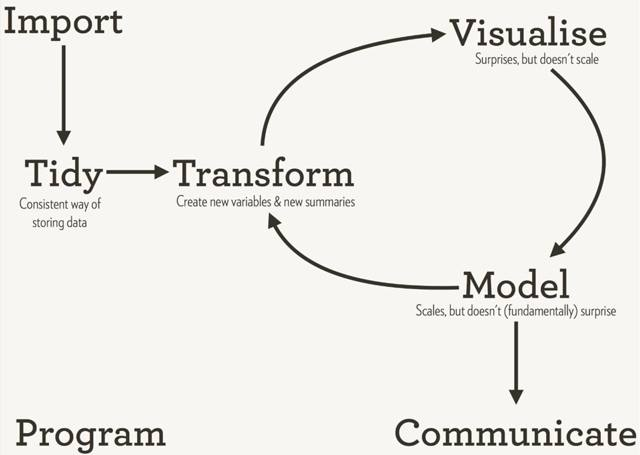 Import
Visualise
Surprises, but doesn't scale
Tidy
Consistent way of
storing data
Transform
Create new variables & new summaries
Model
Scales, but doesn't (fundamentally) surprise
Program
Communicate